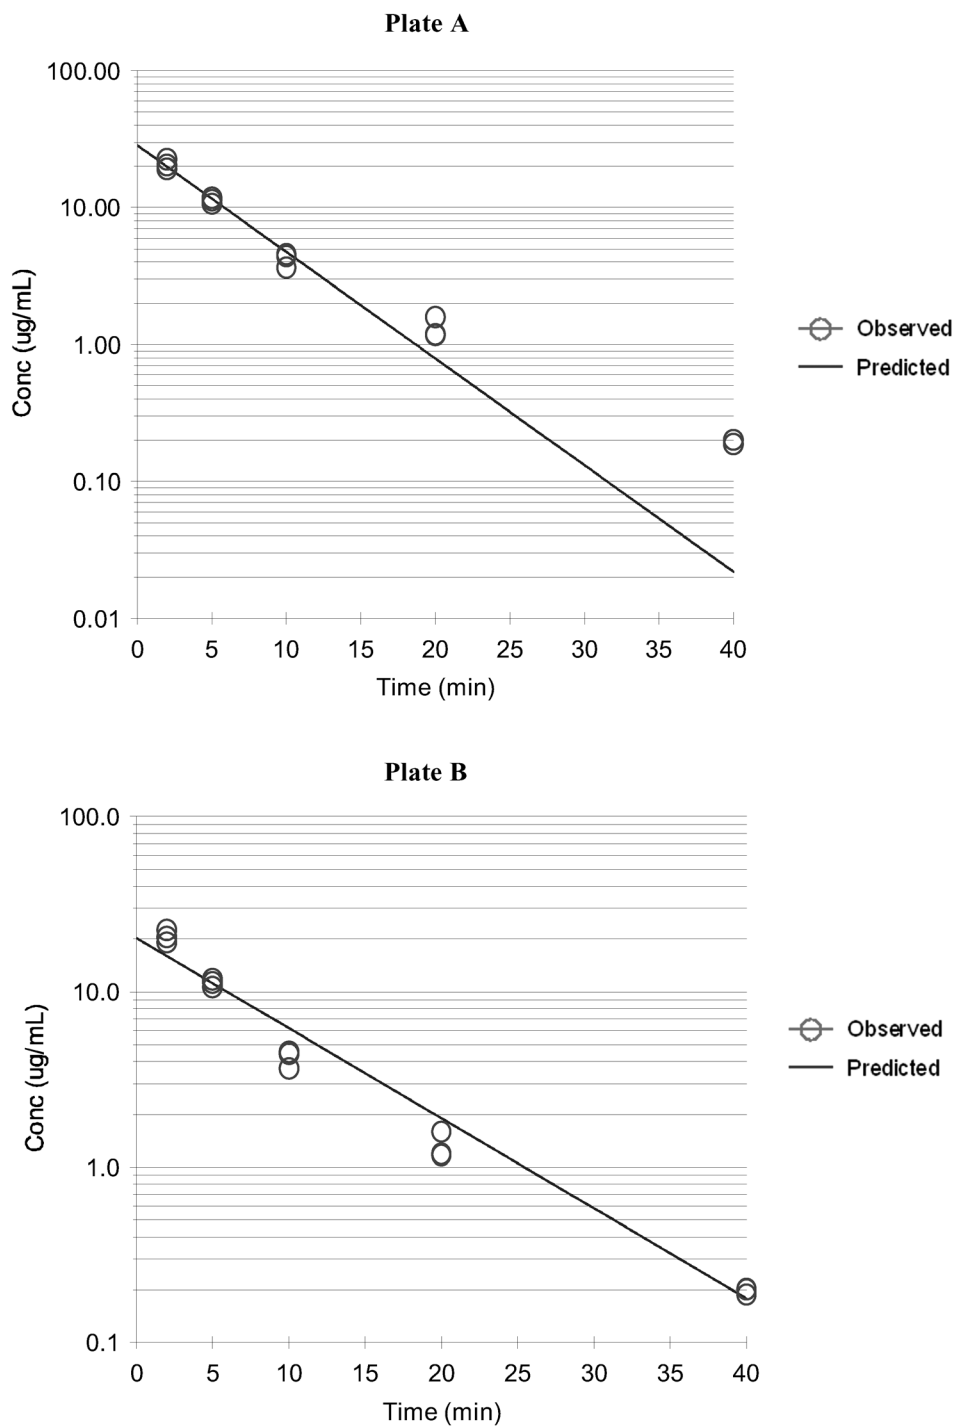 Plate A
100.00
10.00
1.00
0.10
0.01
Conc (ug/mL)
0 5 10 15 20 25 30 35 40
Time (min)
Observed
Predicted
Plate B
100.0
10.0
1.0
0.1
Conc (ug/mL)
0 5 10 15 20 25 30 35 40
Time (min)
Observed
Predicted